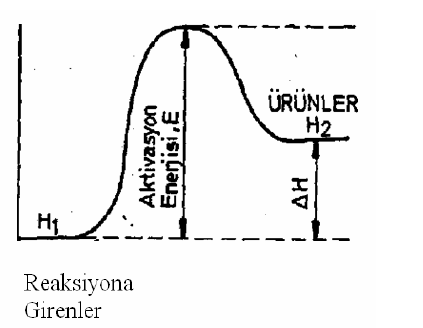 ÜRÜNLER
H2
Aktivasyon
Enerjisi, E
ΔH
H1
Reaksiyona
Girenler